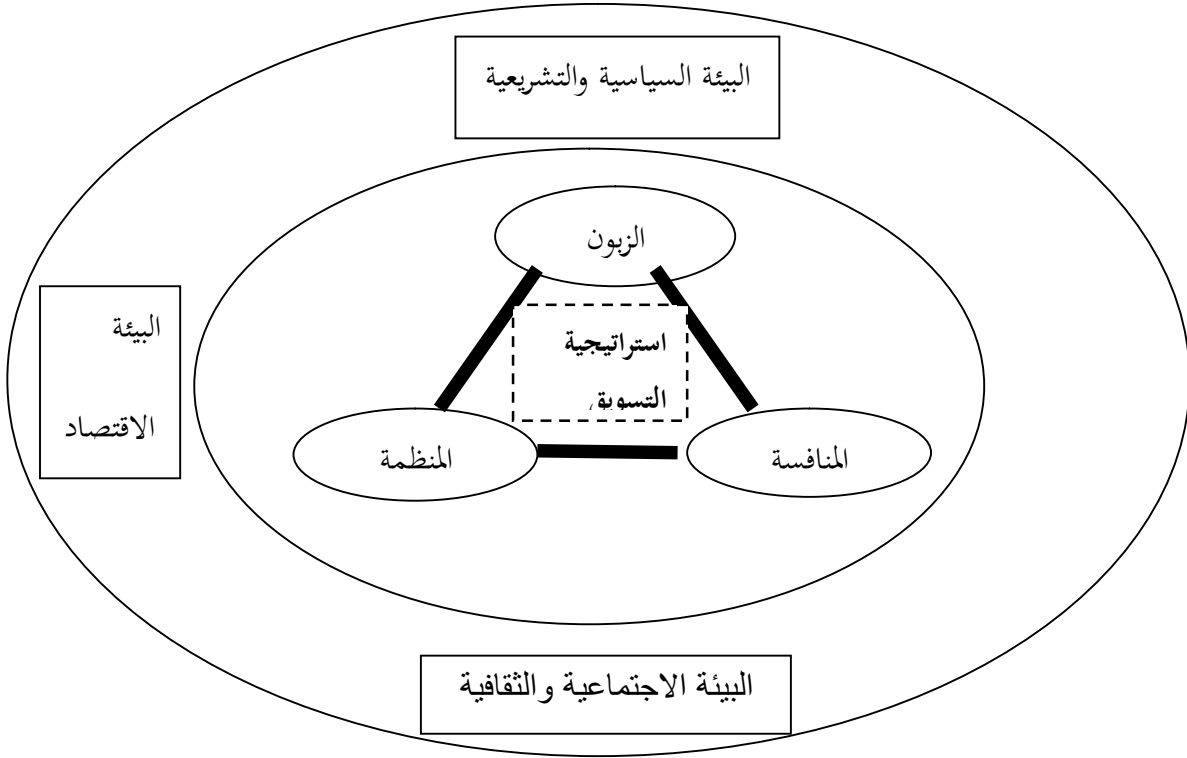 البيئة السياسية والتشريعية
الزبون
استراتيجية
التسويق
البيئة
الاقتصاد
المنظمة
المنافسة
البيئة الاجتماعية والثقافية